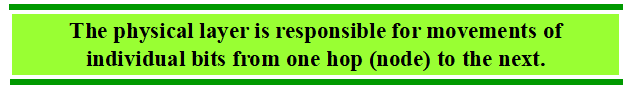 The physical layer is responsible for movements of
individual bits from one hop (node) to the next.